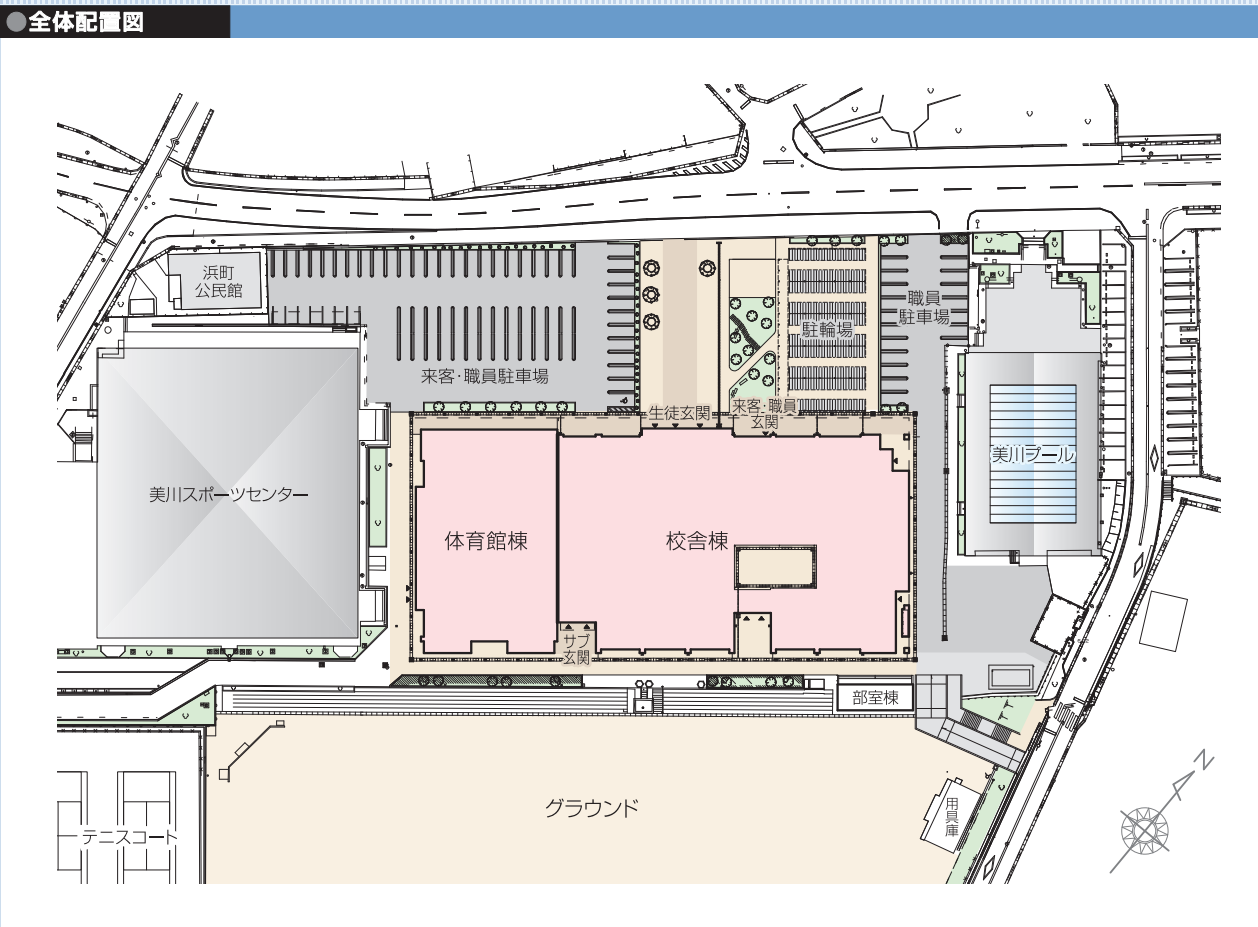 ●全体配置図
浜町
公民館
来客・職員駐車場
生徒玄関
来客・職員
玄関
駐輪場
職員
駐車場
美川スポーツセンター
体育館棟
校舎棟
美川プール
サブ
玄関
部室棟
グラウンド
テニスコート
用具庫
N